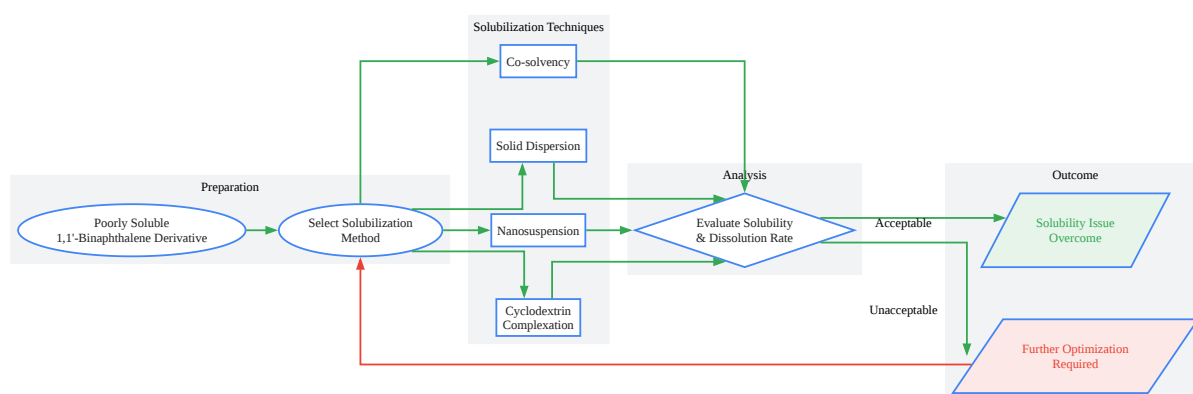 Solubilization Techniques
Co-solvency
Solid Dispersion
Preparation
Analysis
Outcome
Poorly Soluble
1,1'-Binaphthalene Derivative
Select Solubilization
Method
Nanosuspension
Evaluate Solubility
& Dissolution Rate
Acceptable
Solubility Issue
Overcome
Cyclodextrin
Complexation
Unacceptable
Further Optimization
Required